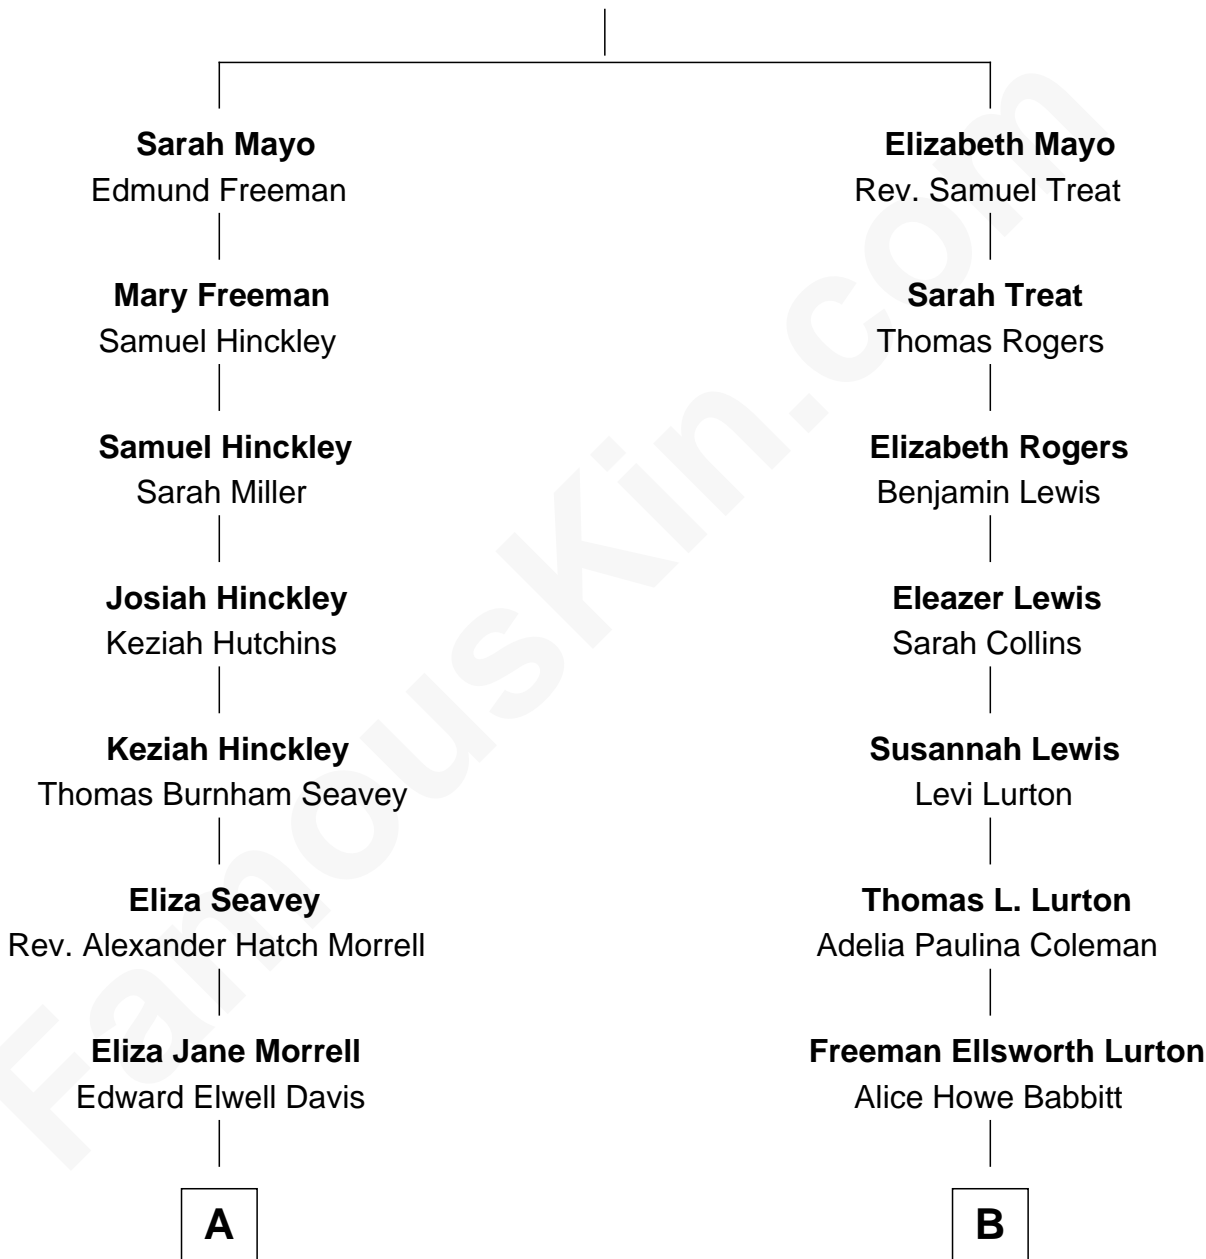 Sarah Mayo
Edmund Freeman
Mary Freeman
Samuel Hinckley
Samuel Hinckley
Sarah Miller
Josiah Hinckley
Keziah Hutchins
Keziah Hinckley
Thomas Burnham Seavey
Eliza Seavey
Rev. Alexander Hatch Morrell
Eliza Jane Morrell
Edward Elwell Davis
A
Elizabeth Mayo
Rev. Samuel Treat
Sarah Treat
Thomas Rogers
Elizabeth Rogers
Benjamin Lewis
Eleazer Lewis
Sarah Collins
Susannah Lewis
Levi Lurton
Thomas L. Lurton
Adelia Paulina Coleman
Freeman Ellsworth Lurton
Alice Howe Babbitt
B
FamousKin.com